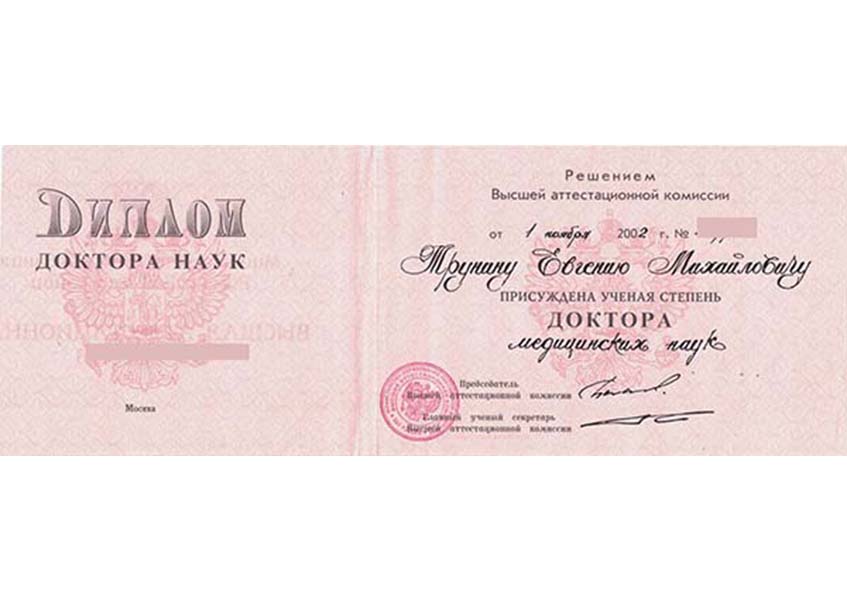 ДИПЛОМ
ДОКТОРА НАУК
Москва
Решением
Высшей аттестационной комиссии
от 1 ноября 2002 г. №
Трупину Евгению Михайловичу
ПРИСУЖДЕНА УЧЕНАЯ СТЕПЕНЬ
ДОКТОРА
медицинских наук
Председатель
Высшей аттестационной комиссии
Главный ученый секретарь
Высшей аттестационной комиссии